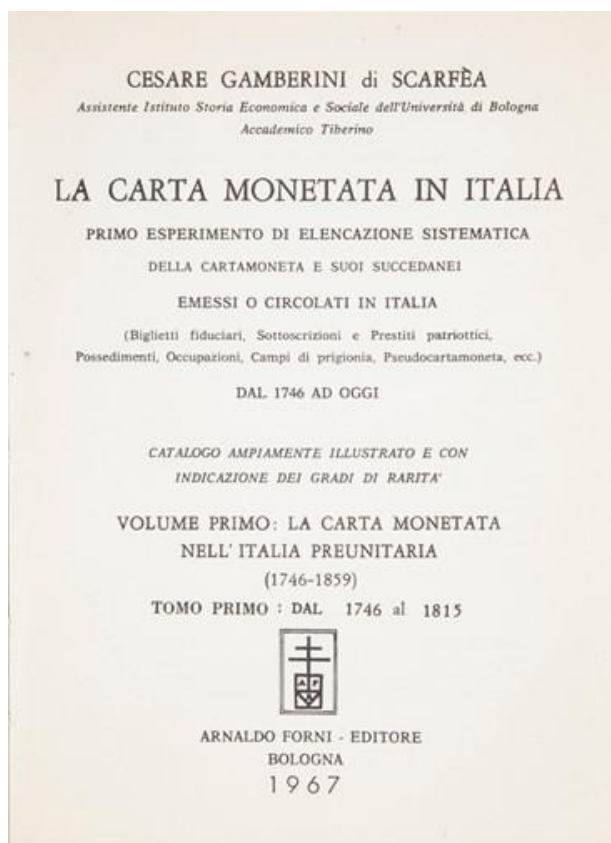 CESARE GAMBERINI di SCARFÈA
Assistente Istituto Storia Economica e Sociale dell'Università di Bologna
Accademico Tiberino
LA CARTA MONETATA IN ITALIA
PRIMO ESPERIMENTO DI ELENCAZIONE SISTEMATICA
DELLA CARTAMONETA E SUOI SUCCEDANEI
EMESSI O CIRCOLATI IN ITALIA
(Biglietti fiduciari, Sottoscrizioni e Prestiti patriottici,
Possedimenti, Occupazioni, Campi di prigionia, Pseudocartamoneta, ecc.)
DAL 1746 AD OGGI
CATALOGO AMPIAMENTE ILLUSTRATO E CON
INDICAZIONE DEI GRADI DI RARITA'
VOLUME PRIMO: LA CARTA MONETATA
NELL'ITALIA PREUNITARIA
(1746-1859)
TOMO PRIMO : DAL 1746 al 1815
A F
ARNALDO FORNI - EDITORE
BOLOGNA
1967